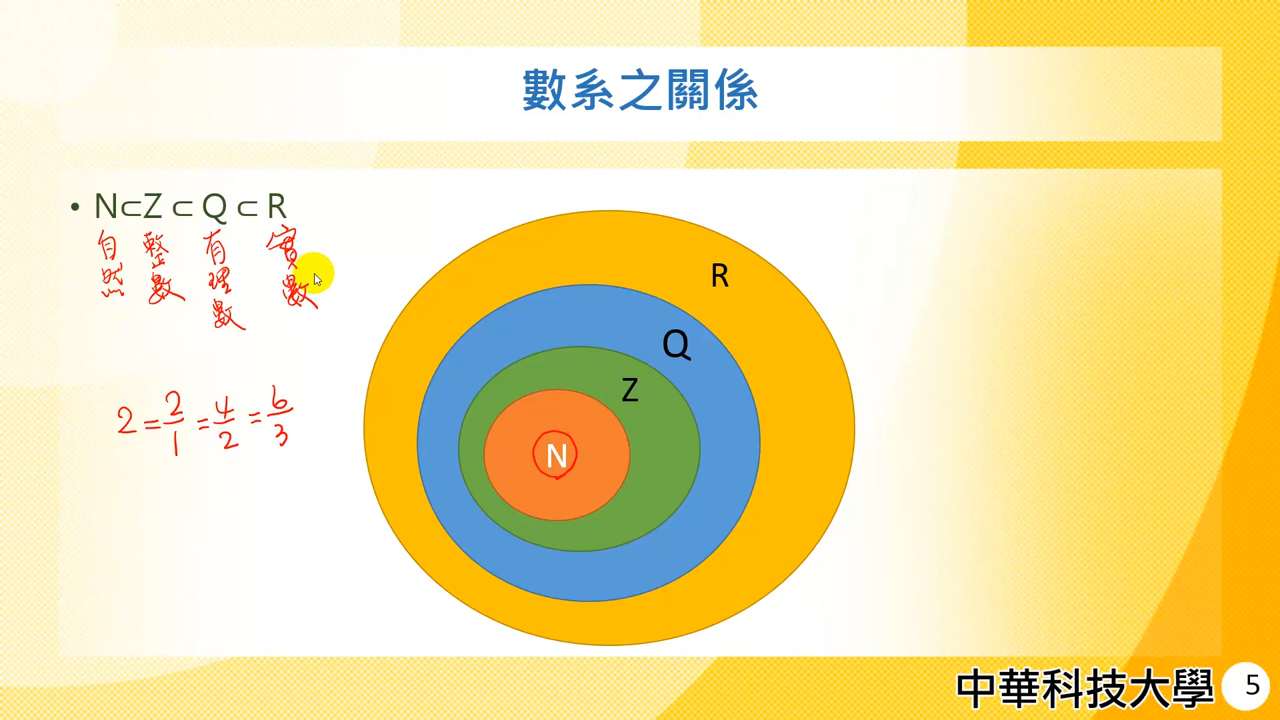 數系之關係
• N⊂Z ⊂ Q ⊂ R
自然 整數 有理數 實數
2=2/1=4/2=6/3
R
Q
Z
N
中華科技大學 5